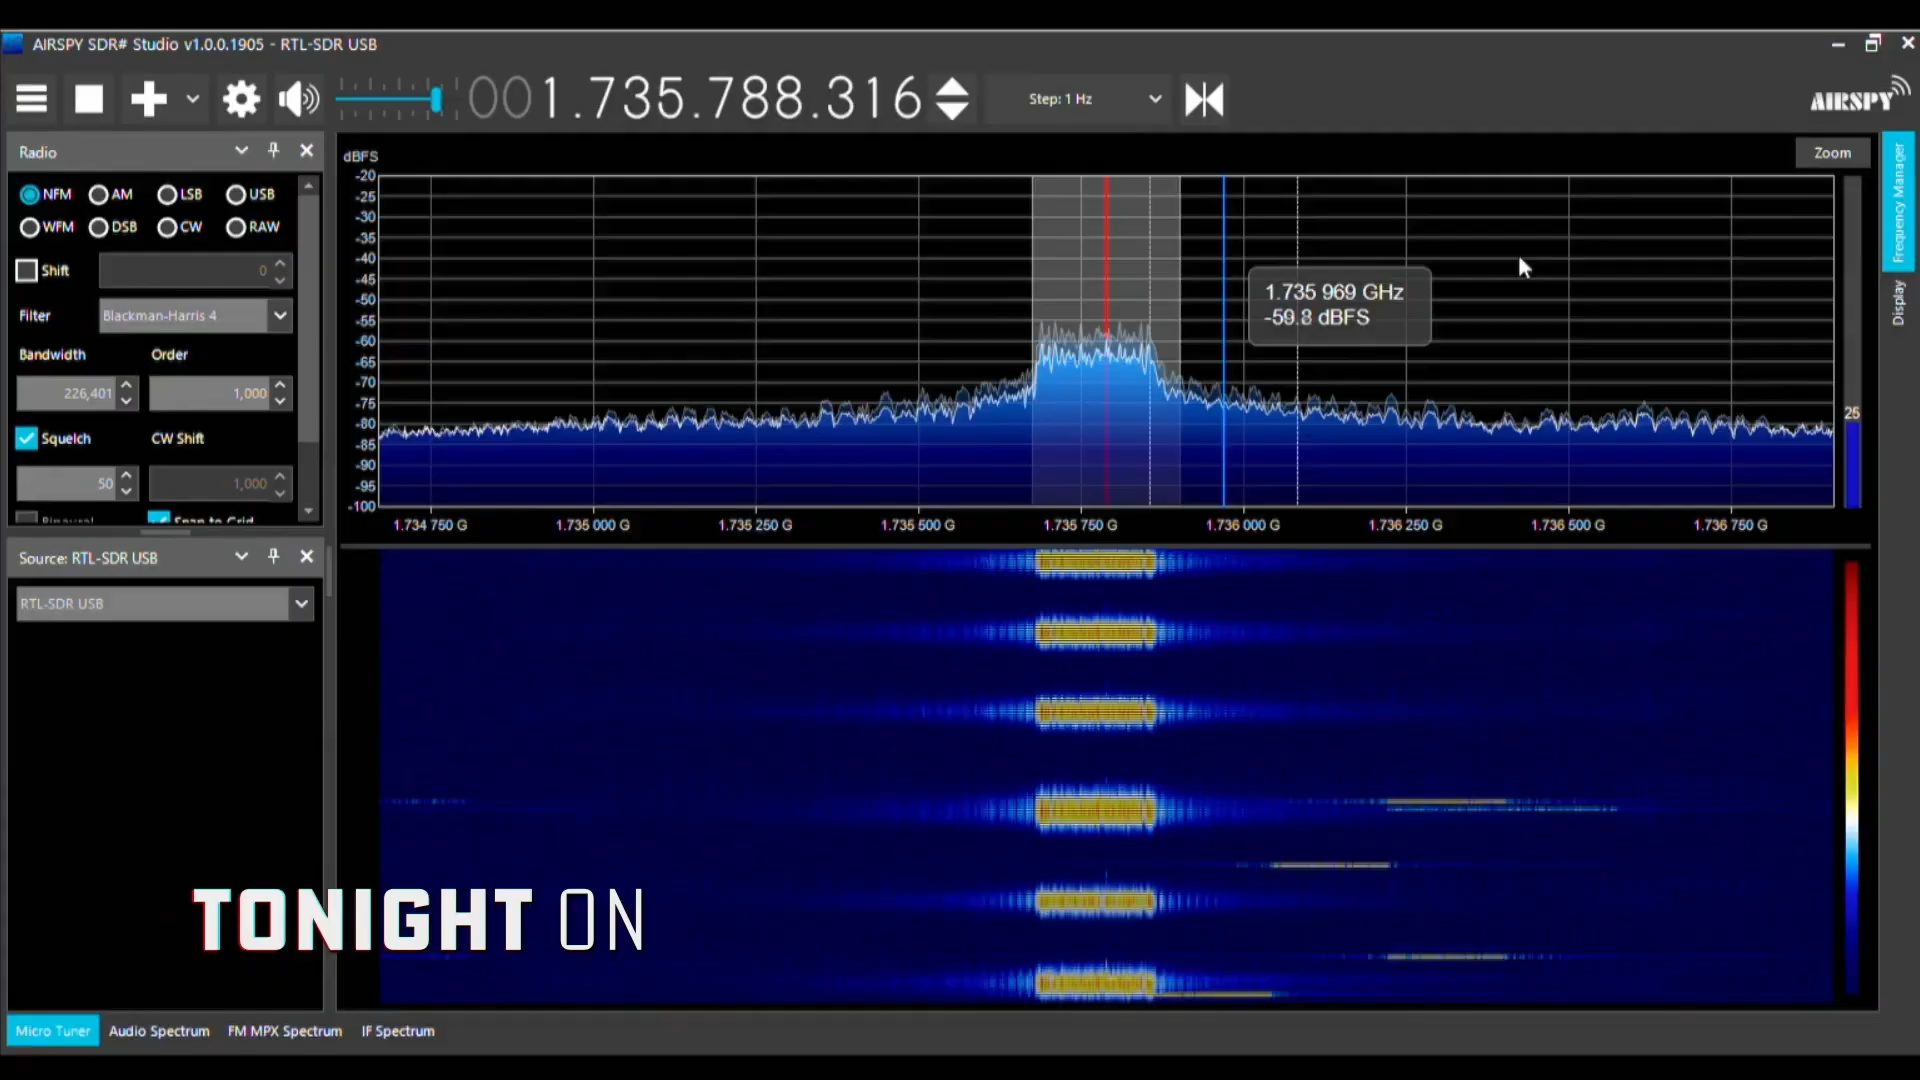 AIRSPY SDR# Studio v1.0.0.1905 - RTL-SDR USB
001.735.788.316
Step: 1 Hz
AIRSPY
Radio
dBFS
Zoom
NFM AM LSB USB
WFM DSB CW RAW
Shift 0
Filter Blackman-Harris 4
Bandwidth Order
226,401 1,000
Squelch CW Shift
50 1,000
Binaural Snap to Grid
-20
-25
-30
-35
-40
-45
-50
-55
-60
-65
-70
-75
-80
-85
-90
-95
-100
1.735 969 GHz
-59.8 dBFS
25
1.734 750 G 1.735 000 G 1.735 250 G 1.735 500 G 1.735 750 G 1.736 000 G 1.736 250 G 1.736 500 G 1.736 750 G
Frequency Manager
Display
Source: RTL-SDR USB
RTL-SDR USB
TONIGHT ON
Micro Tuner Audio Spectrum FM MPX Spectrum IF Spectrum